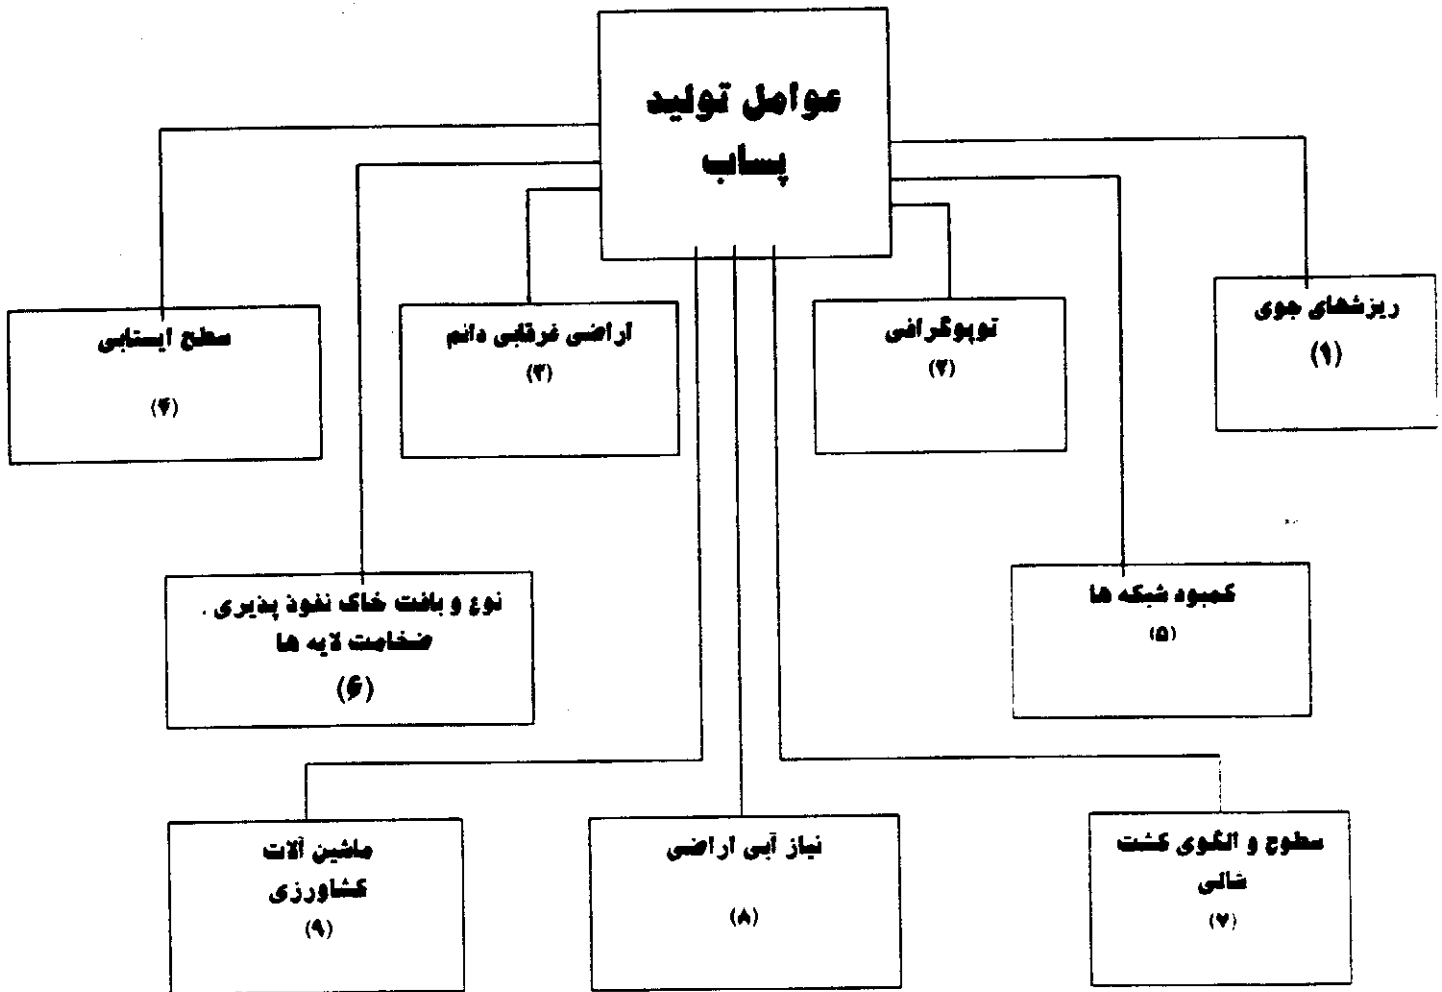 عوامل تولید
پساب
ریزشهای جوی
(۱)
توپوگرافی
(۲)
اراضی غرقابی دائم
(۳)
سطح ایستابی
(۴)
کمبود شبکه ها
(۵)
نوع و بافت خاک نفوذ پذیری .
ضخامت لایه ها
(۶)
سطوح و الگوی کشت
شالی
(۷)
نیاز آبی اراضی
(۸)
ماشین آلات
کشاورزی
(۹)